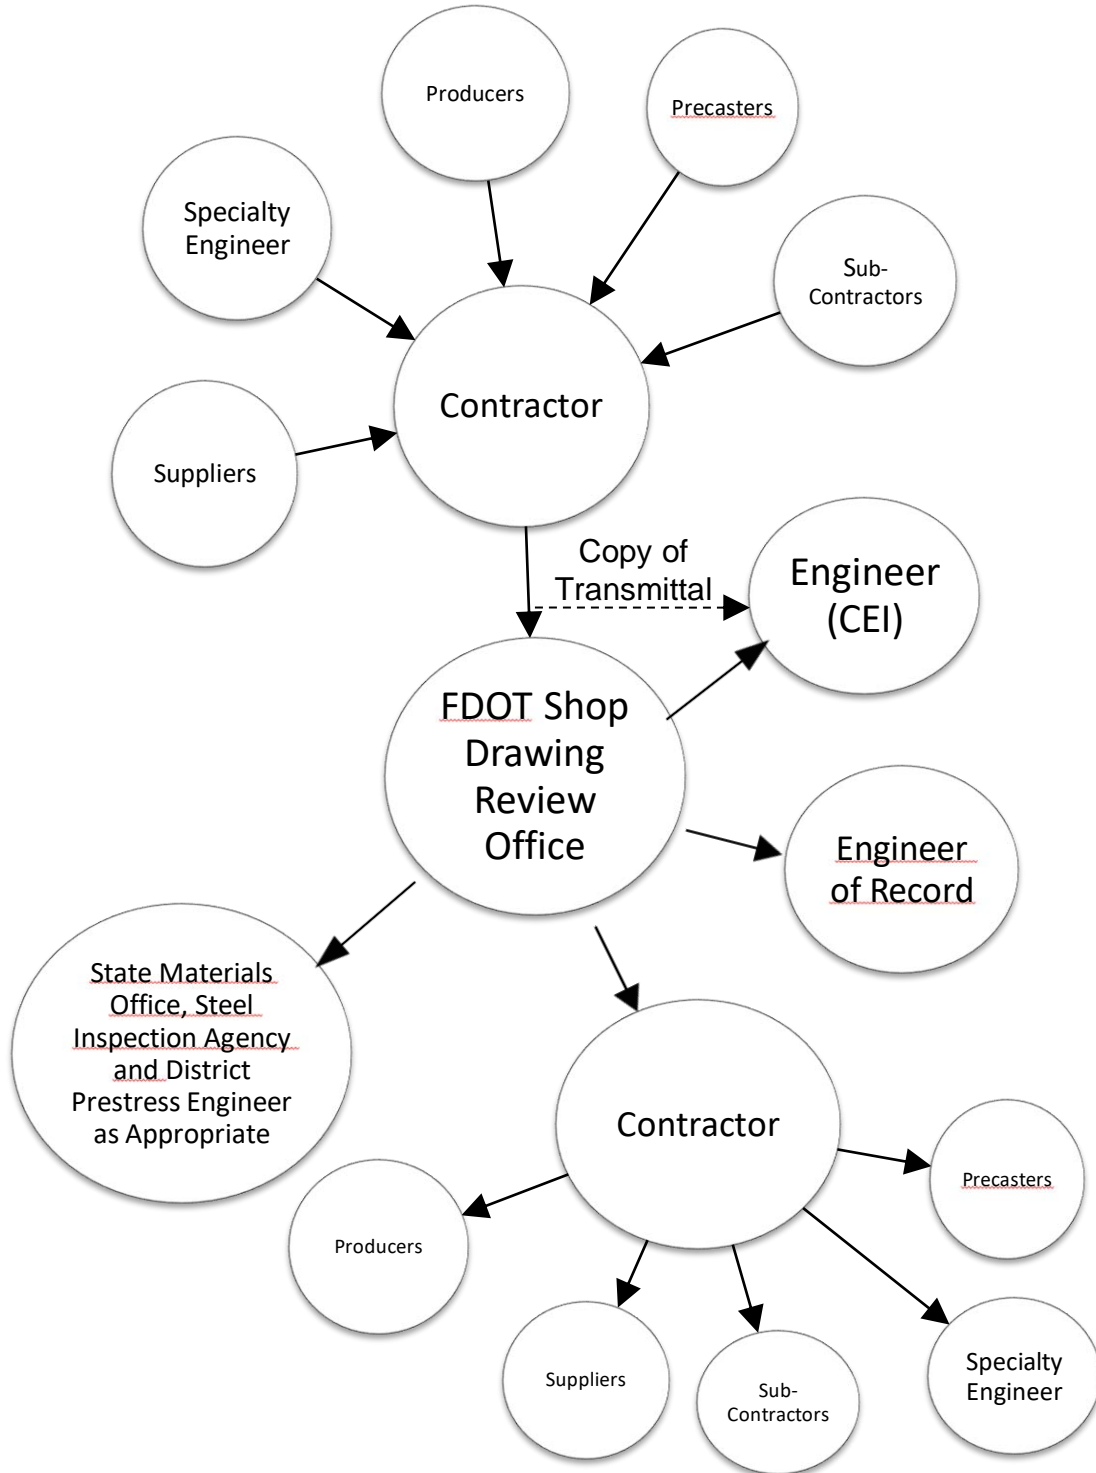 Producers
Precasters
Specialty
Engineer
Sub-
Contractors
Contractor
Suppliers
Copy of
Transmittal
Engineer
(CEI)
FDOT Shop
Drawing
Review
Office
Engineer
of Record
State Materials
Office, Steel
Inspection Agency
and District
Prestress Engineer
as Appropriate
Contractor
Precasters
Producers
Suppliers
Sub-
Contractors
Specialty
Engineer